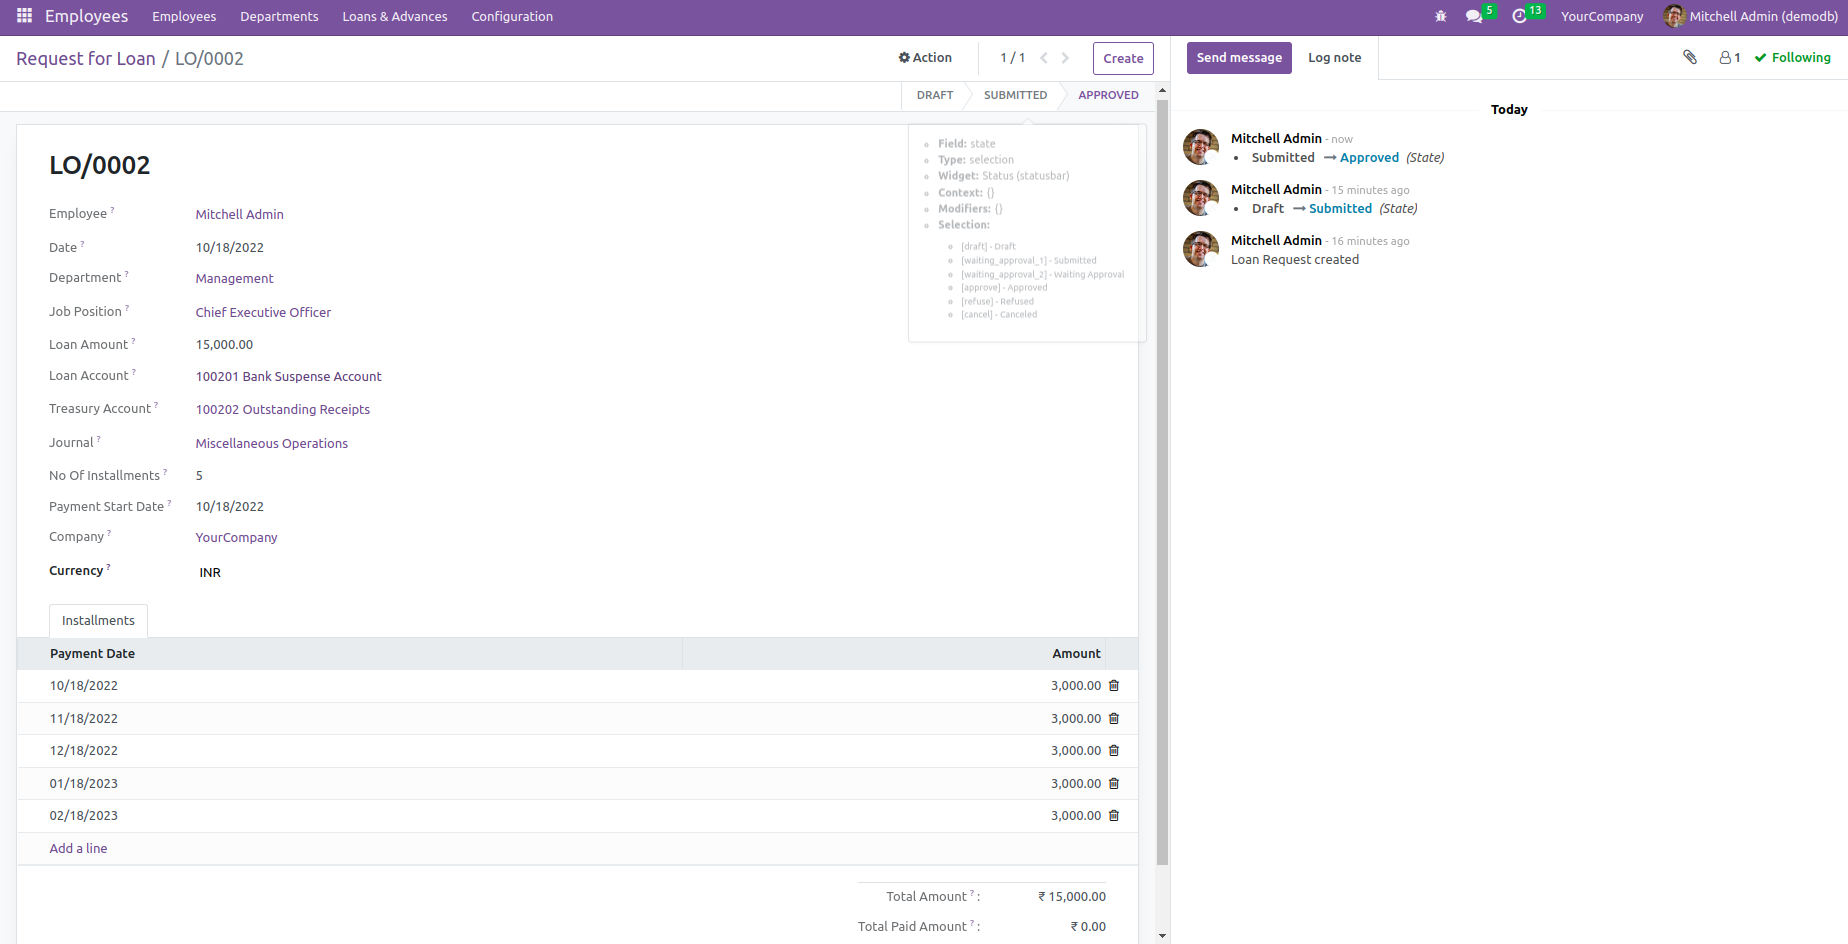 Employees Employees Departments Loans & Advances Configuration 5 13 YourCompany Mitchell Admin (demodb)
Request for Loan / LO/0002 Action 1 / 1 Create
DRAFT SUBMITTED APPROVED
LO/0002
Employee ? Mitchell Admin
Date ? 10/18/2022
Department ? Management
Job Position ? Chief Executive Officer
Loan Amount ? 15,000.00
Loan Account ? 100201 Bank Suspense Account
Treasury Account ? 100202 Outstanding Receipts
Journal ? Miscellaneous Operations
No Of Installments ? 5
Payment Start Date ? 10/18/2022
Company ? YourCompany
Currency ? INR
Field: state
Type: selection
Widget: Status (statusbar)
Context: {}
Modifiers: {}
Selection:
[draft] - Draft
[waiting_approval_1] - Submitted
[waiting_approval_2] - Waiting Approval
[approve] - Approved
[refuse] - Refused
[cancel] - Canceled
Installments
Payment Date Amount
10/18/2022 3,000.00
11/18/2022 3,000.00
12/18/2022 3,000.00
01/18/2023 3,000.00
02/18/2023 3,000.00
Add a line
Total Amount ? : ₹ 15,000.00
Total Paid Amount ? : ₹ 0.00
Send message Log note 1 Following
Today
Mitchell Admin - now
• Submitted → Approved (State)
Mitchell Admin - 15 minutes ago
• Draft → Submitted (State)
Mitchell Admin - 16 minutes ago
Loan Request created